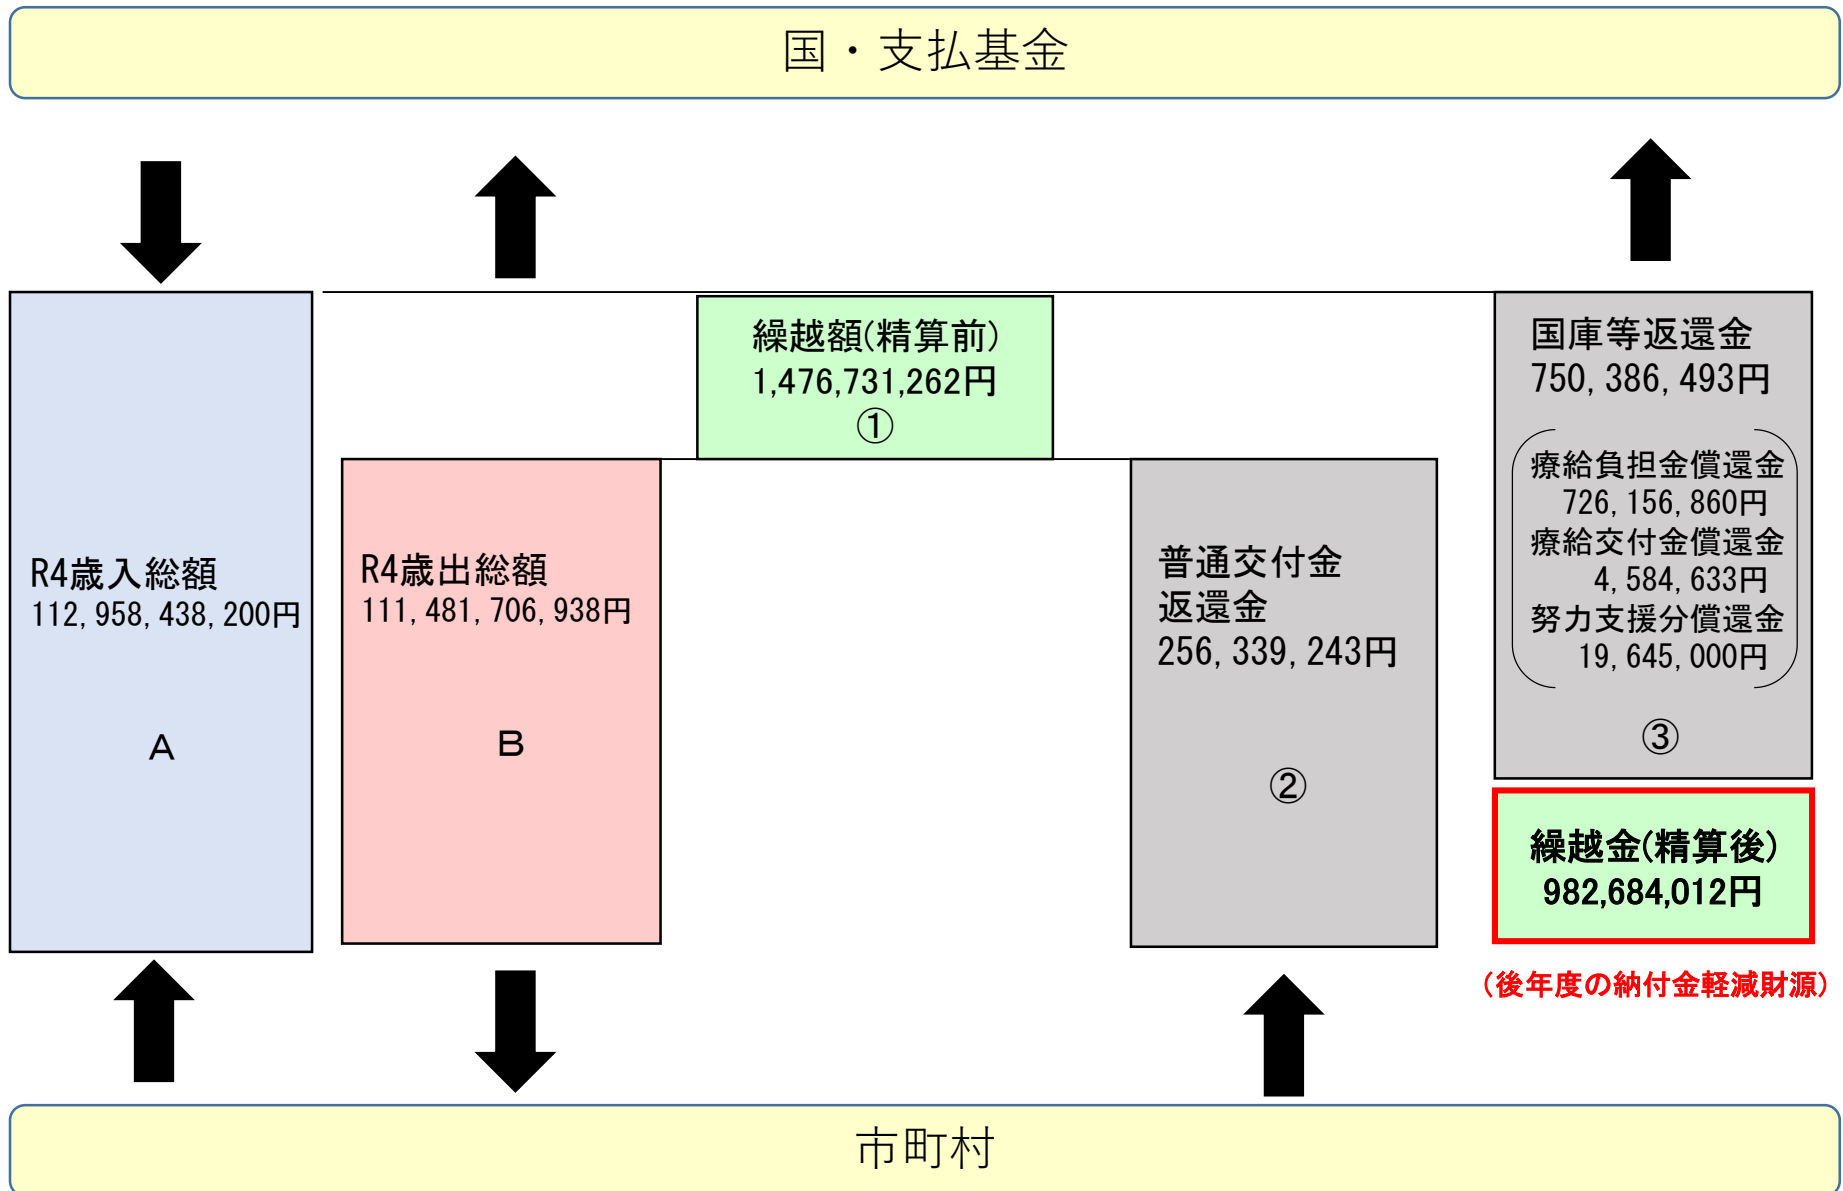 国・支払基金
繰越額(精算前)
1,476,731,262円
①
国庫等返還金
750,386,493円
療給負担金償還金
726,156,860円
療給交付金償還金
4,584,633円
努力支援分償還金
19,645,000円
③
R4歳入総額
112,958,438,200円
A
R4歳出総額
111,481,706,938円
B
普通交付金
返還金
256,339,243円
②
繰越金(精算後)
982,684,012円
(後年度の納付金軽減財源)
市町村